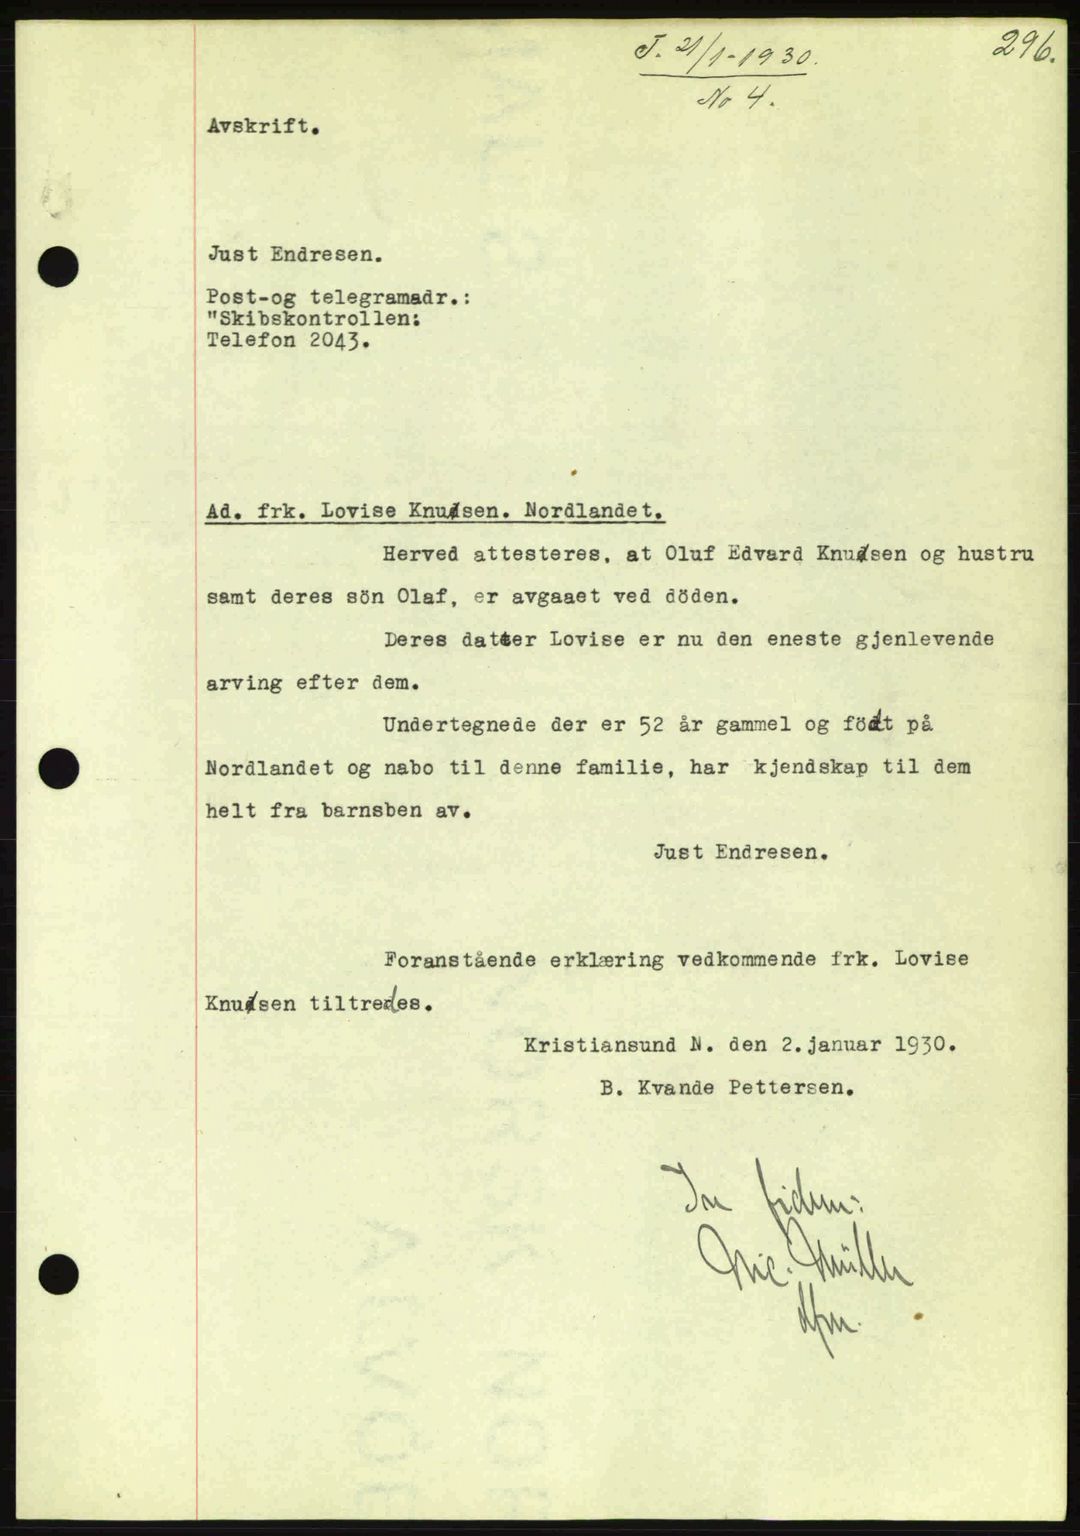 T. 21/1-1930.
No 4.
296.
Avskrift.
Just Endresen.
Post-og telegramadr.:
"Skibskontrollen:
Telefon 2043.
Ad. frk. Lovise Knudsen. Nordlandet.
Herved attesteres, at Oluf Edvard Knudsen og hustru
samt deres sön Olaf, er avgaaet ved döden.
Deres datter Lovise er nu den eneste gjenlevende
arving efter dem.
Undertegnede der er 52 år gammel og födt på
Nordlandet og nabo til denne familie, har kjendskap til dem
helt fra barnsben av.
Just Endresen.
Foranstående erklæring vedkommende frk. Lovise
Knudsen tiltredes.
Kristiansund N. den 2.januar 1930.
B. Kvande Pettersen.
In fidem:
Nic. Müller